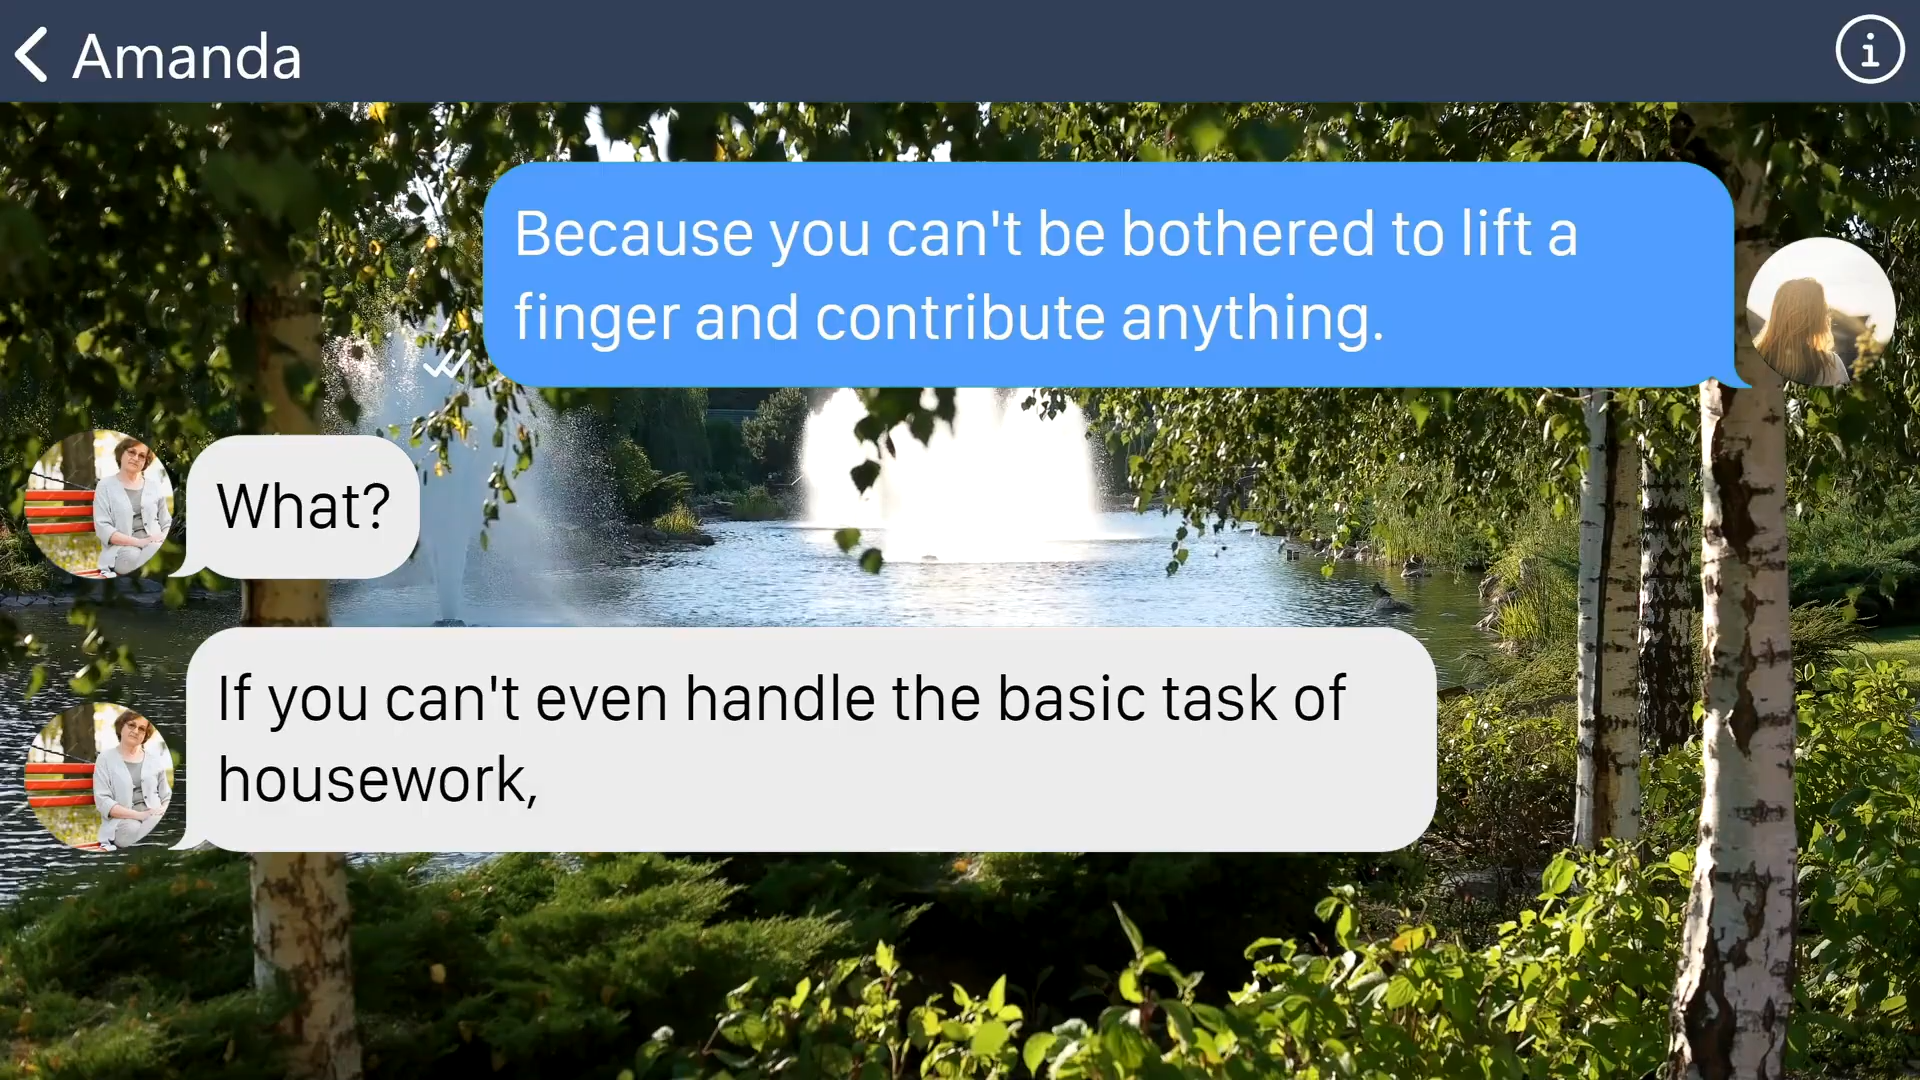 Amanda
Because you can't be bothered to lift a
finger and contribute anything.
What?
If you can't even handle the basic task of
housework,